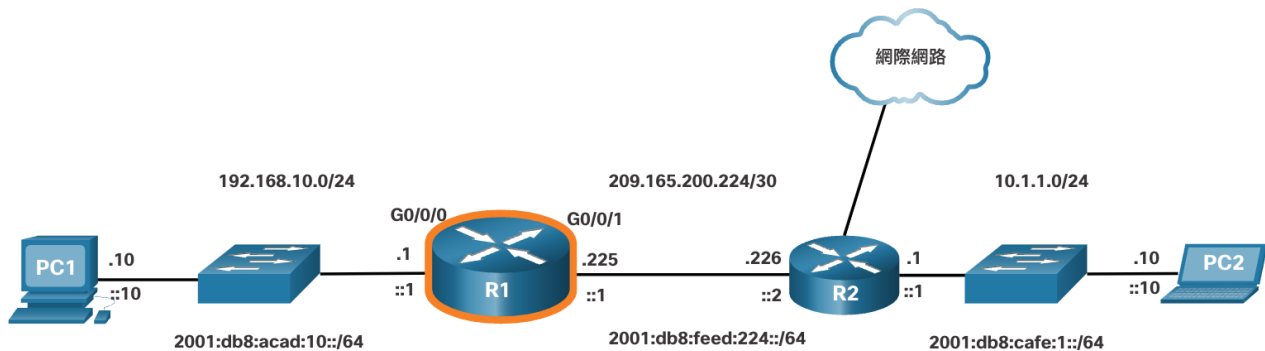 網際網路
192.168.10.0/24
209.165.200.224/30
10.1.1.0/24
G0/0/0
G0/0/1
PC1
.10
::10
.1
::1
R1
.225
::1
.226
::2
R2
.1
::1
.10
::10
PC2
2001:db8:acad:10::/64
2001:db8:feed:224::/64
2001:db8:cafe:1::/64